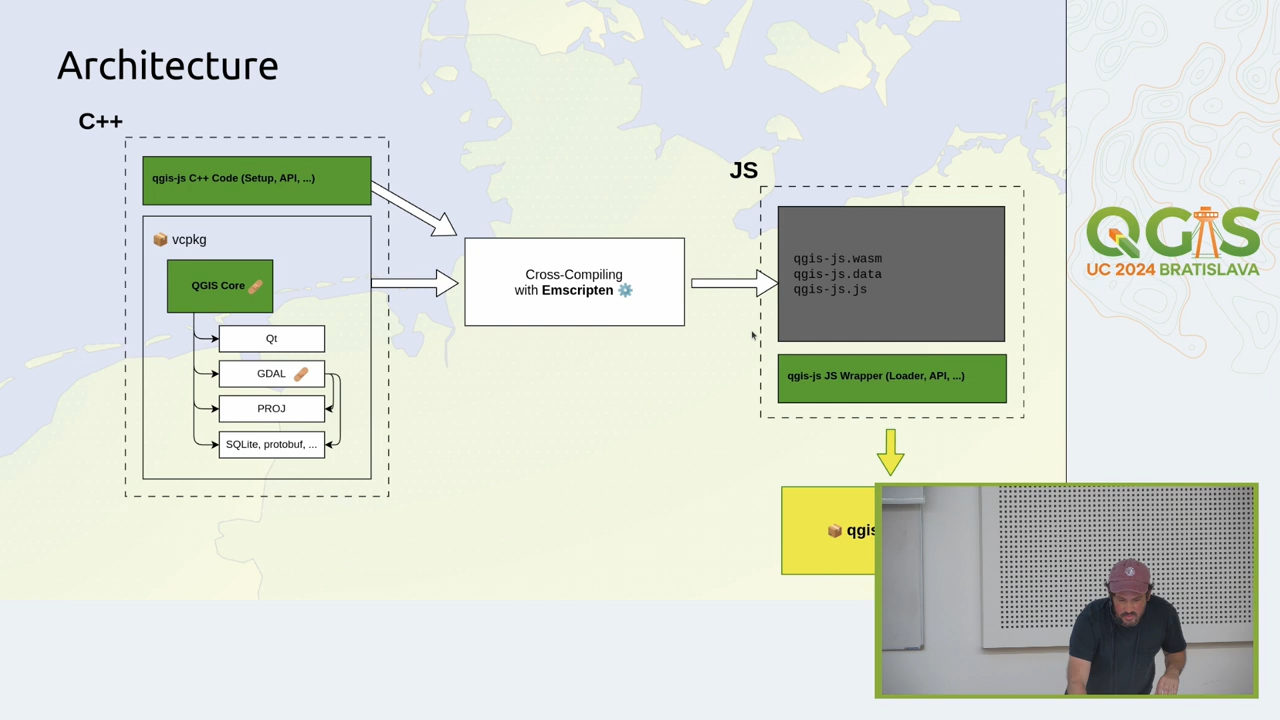 Architecture
C++
qgis-js C++ Code (Setup, API, ...)
vcpkg
QGIS Core
Qt
GDAL
PROJ
SQLite, protobuf, ...
Cross-Compiling
with Emscripten
JS
qgis-js.wasm
qgis-js.data
qgis-js.js
qgis-js JS Wrapper (Loader, API, ...)
qgis
QGIS
UC 2024 BRATISLAVA